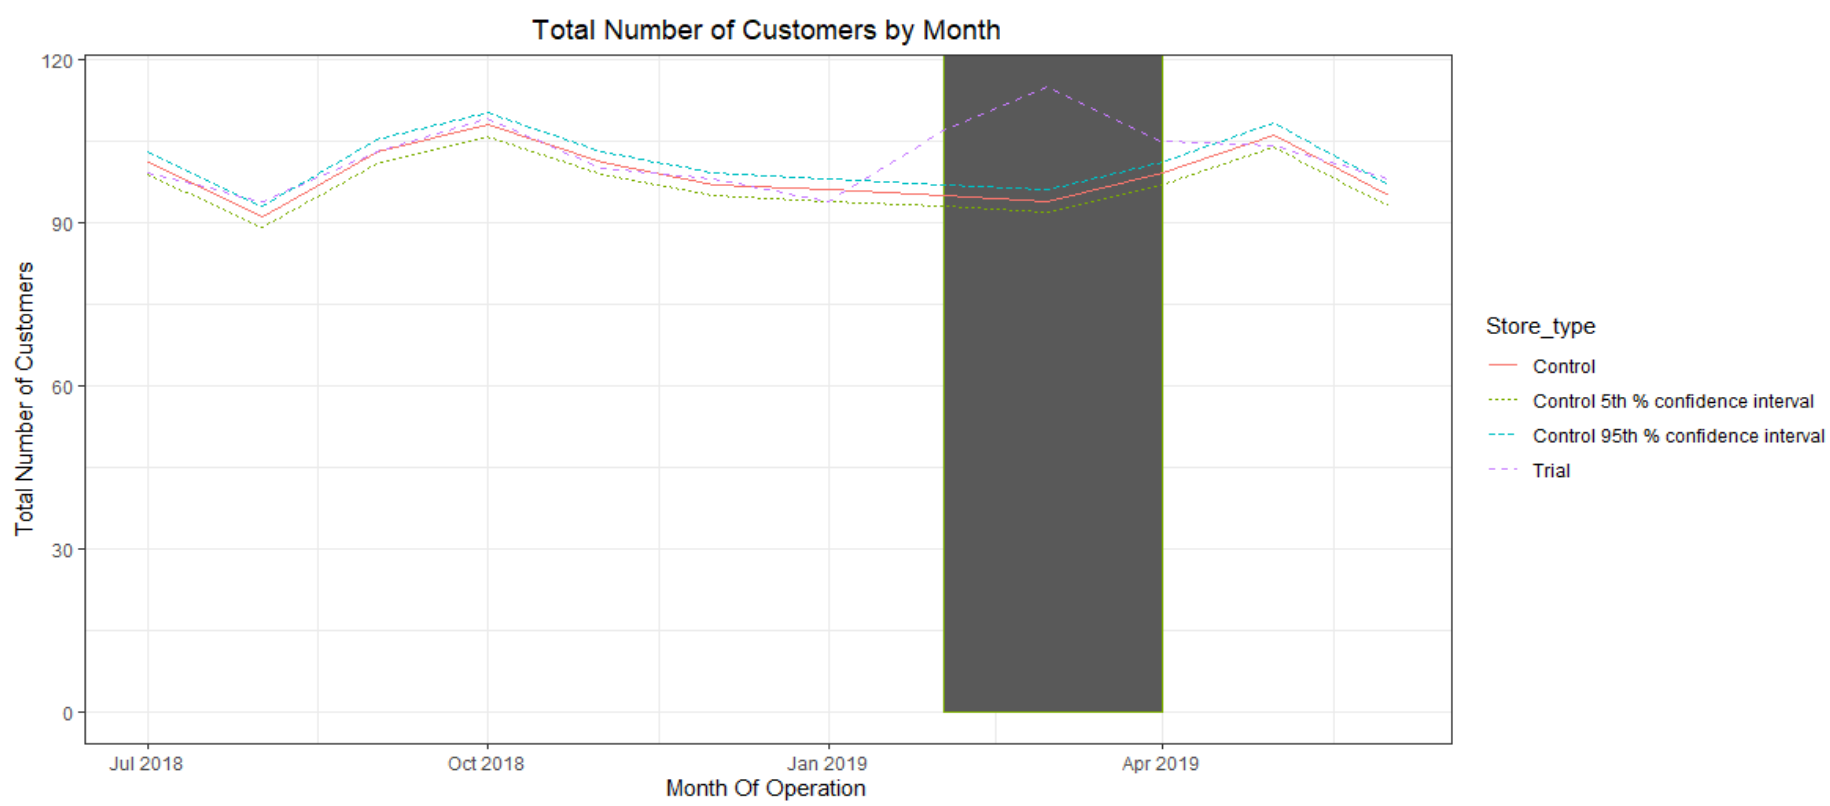 Total Number of Customers by Month
120
90
60
30
0
Total Number of Customers
Jul 2018
Oct 2018
Jan 2019
Apr 2019
Month Of Operation
Store_type
Control
Control 5th % confidence interval
Control 95th % confidence interval
Trial